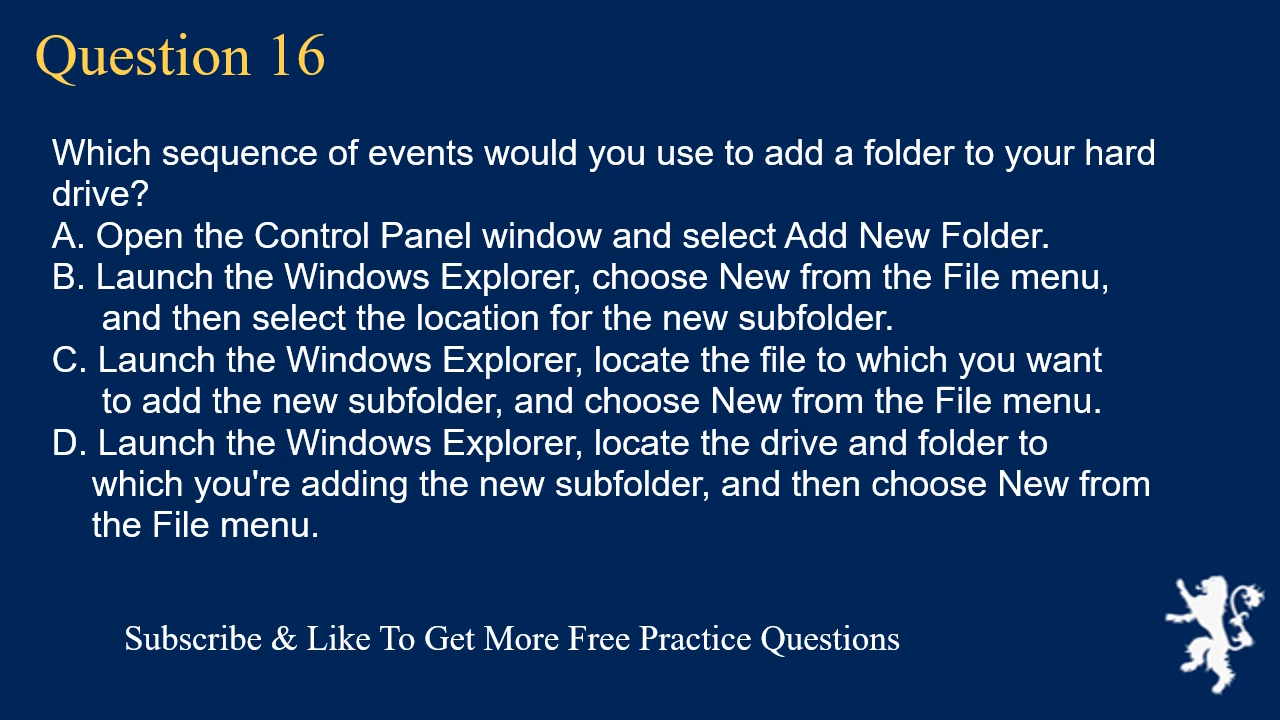 Question 16
Which sequence of events would you use to add a folder to your hard
drive?
A. Open the Control Panel window and select Add New Folder.
B. Launch the Windows Explorer, choose New from the File menu,
and then select the location for the new subfolder.
C. Launch the Windows Explorer, locate the file to which you want
to add the new subfolder, and choose New from the File menu.
D. Launch the Windows Explorer, locate the drive and folder to
which you're adding the new subfolder, and then choose New from
the File menu.
Subscribe & Like To Get More Free Practice Questions